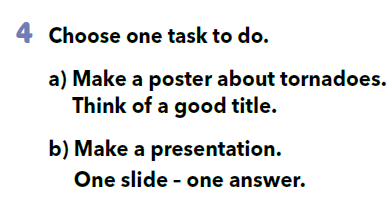 4 Choose one task to do.
a) Make a poster about tornadoes.
Think of a good title.
b) Make a presentation.
One slide – one answer.